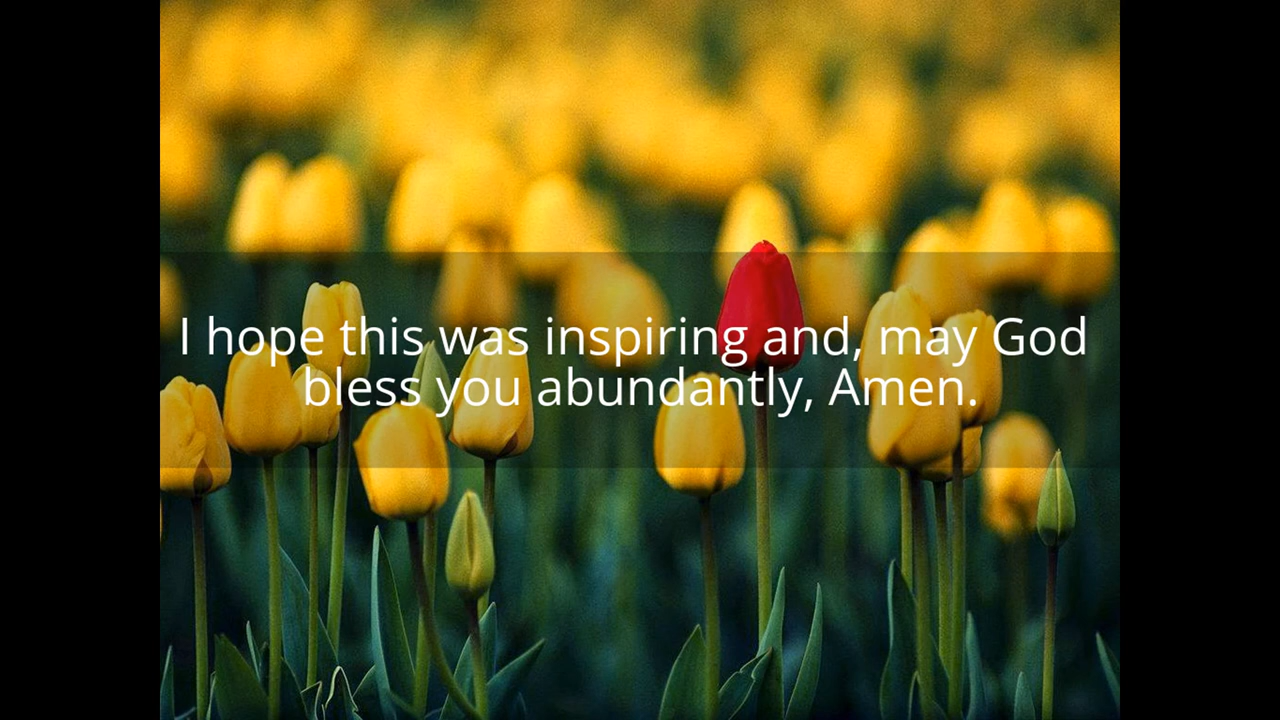 I hope this was inspiring and, may God
bless you abundantly, Amen.